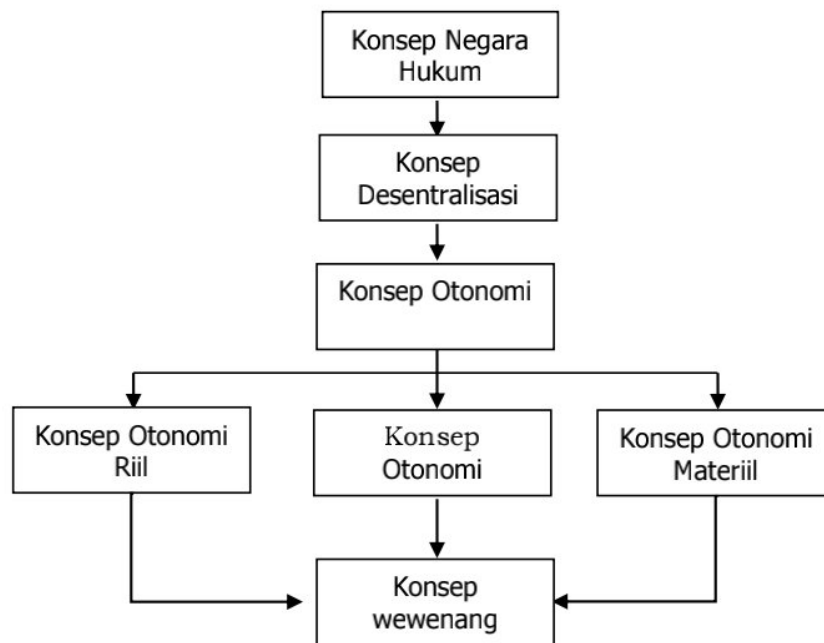 Konsep Negara
Hukum
Konsep
Desentralisasi
Konsep Otonomi
Konsep Otonomi
Riil
Konsep
Otonomi
Konsep Otonomi
Materiil
Konsep
wewenang